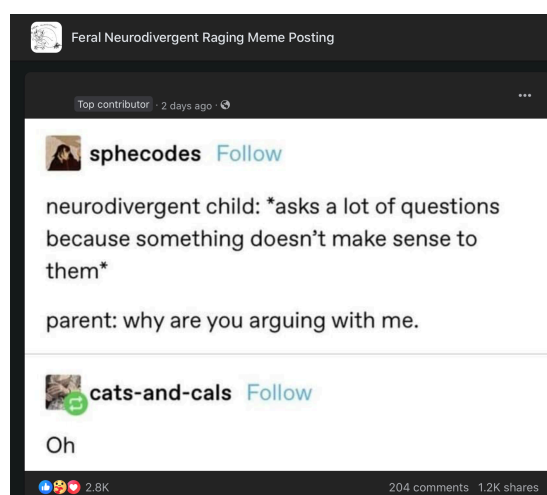 Feral Neurodivergent Raging Meme Posting
Top contributor · 2 days ago ·
sphecodes Follow
neurodivergent child: *asks a lot of questions
because something doesn't make sense to
them*
parent: why are you arguing with me.
cats-and-cals Follow
Oh
2.8K 204 comments 1.2K shares